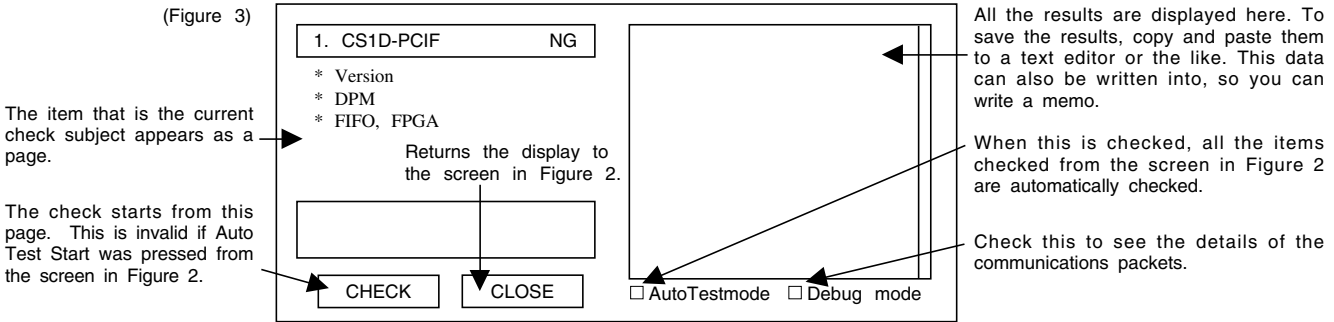 (Figure 3)
The item that is the current
check subject appears as a
page.
The check starts from this
page. This is invalid if Auto
Test Start was pressed from
the screen in Figure 2.
1. CS1D-PCIF NG
* Version
* DPM
* FIFO, FPGA
Returns the display to
the screen in Figure 2.
CHECK CLOSE
□ AutoTestmode □ Debug mode
All the results are displayed here. To
save the results, copy and paste them
to a text editor or the like. This data
can also be written into, so you can
write a memo.
When this is checked, all the items
checked from the screen in Figure 2
are automatically checked.
Check this to see the details of the
communications packets.